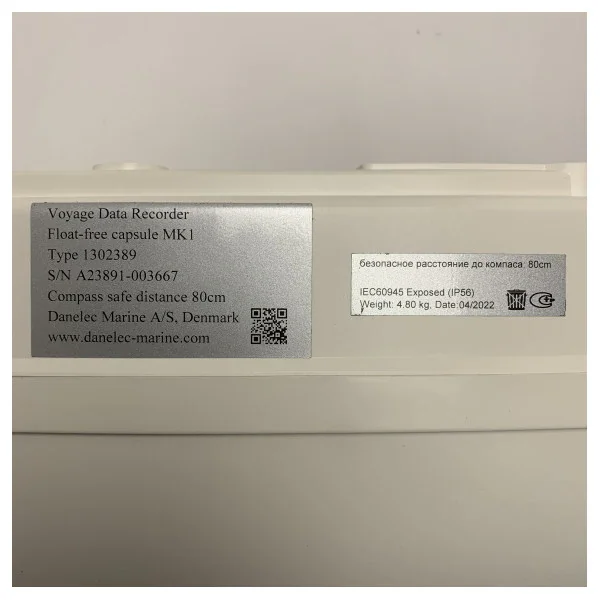 Voyage Data Recorder
Float-free capsule MK1
Type 1302389
S/N A23891-003667
Compass safe distance 80cm
Danelec Marine A/S, Denmark
www.danelec-marine.com
безопасное расстояние до компаса: 80cm
IEC60945 Exposed (IP56)
Weight: 4.80 kg, Date:04/2022